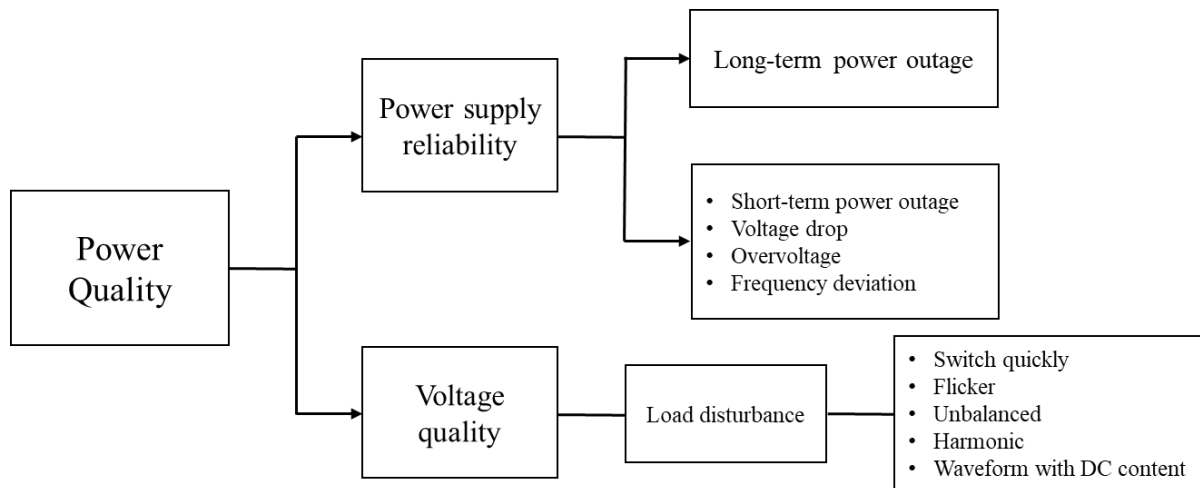 Power
Quality
Power supply
reliability
Long-term power outage
• Short-term power outage
• Voltage drop
• Overvoltage
• Frequency deviation
Voltage
quality
Load disturbance
• Switch quickly
• Flicker
• Unbalanced
• Harmonic
• Waveform with DC content